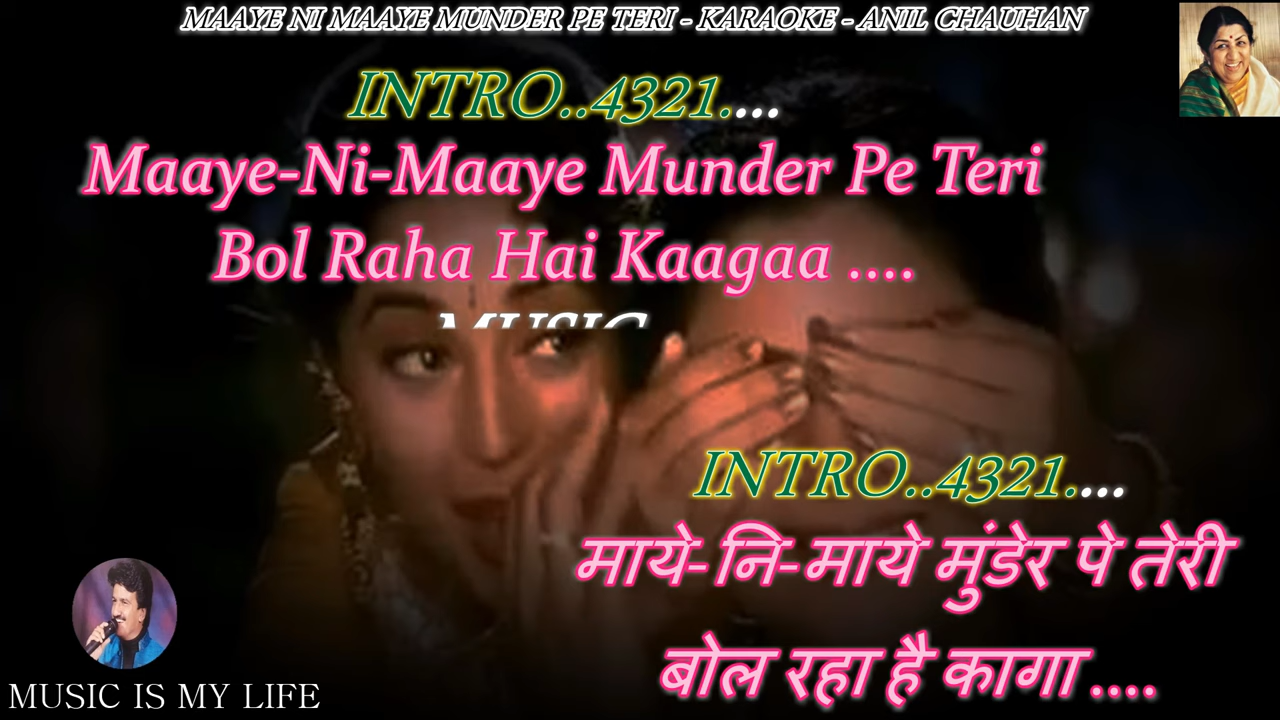 MAAYE NI MAAYE MUNDER PE TERI - KARAOKE - ANIL CHAUHAN
INTRO..4321....
Maaye-Ni-Maaye Munder Pe Teri
Bol Raha Hai Kaagaa ....
MUSIC
INTRO..4321....
माये-नि-माये मुंडेर पे तेरी
बोल रहा है कागा ....
MUSIC IS MY LIFE